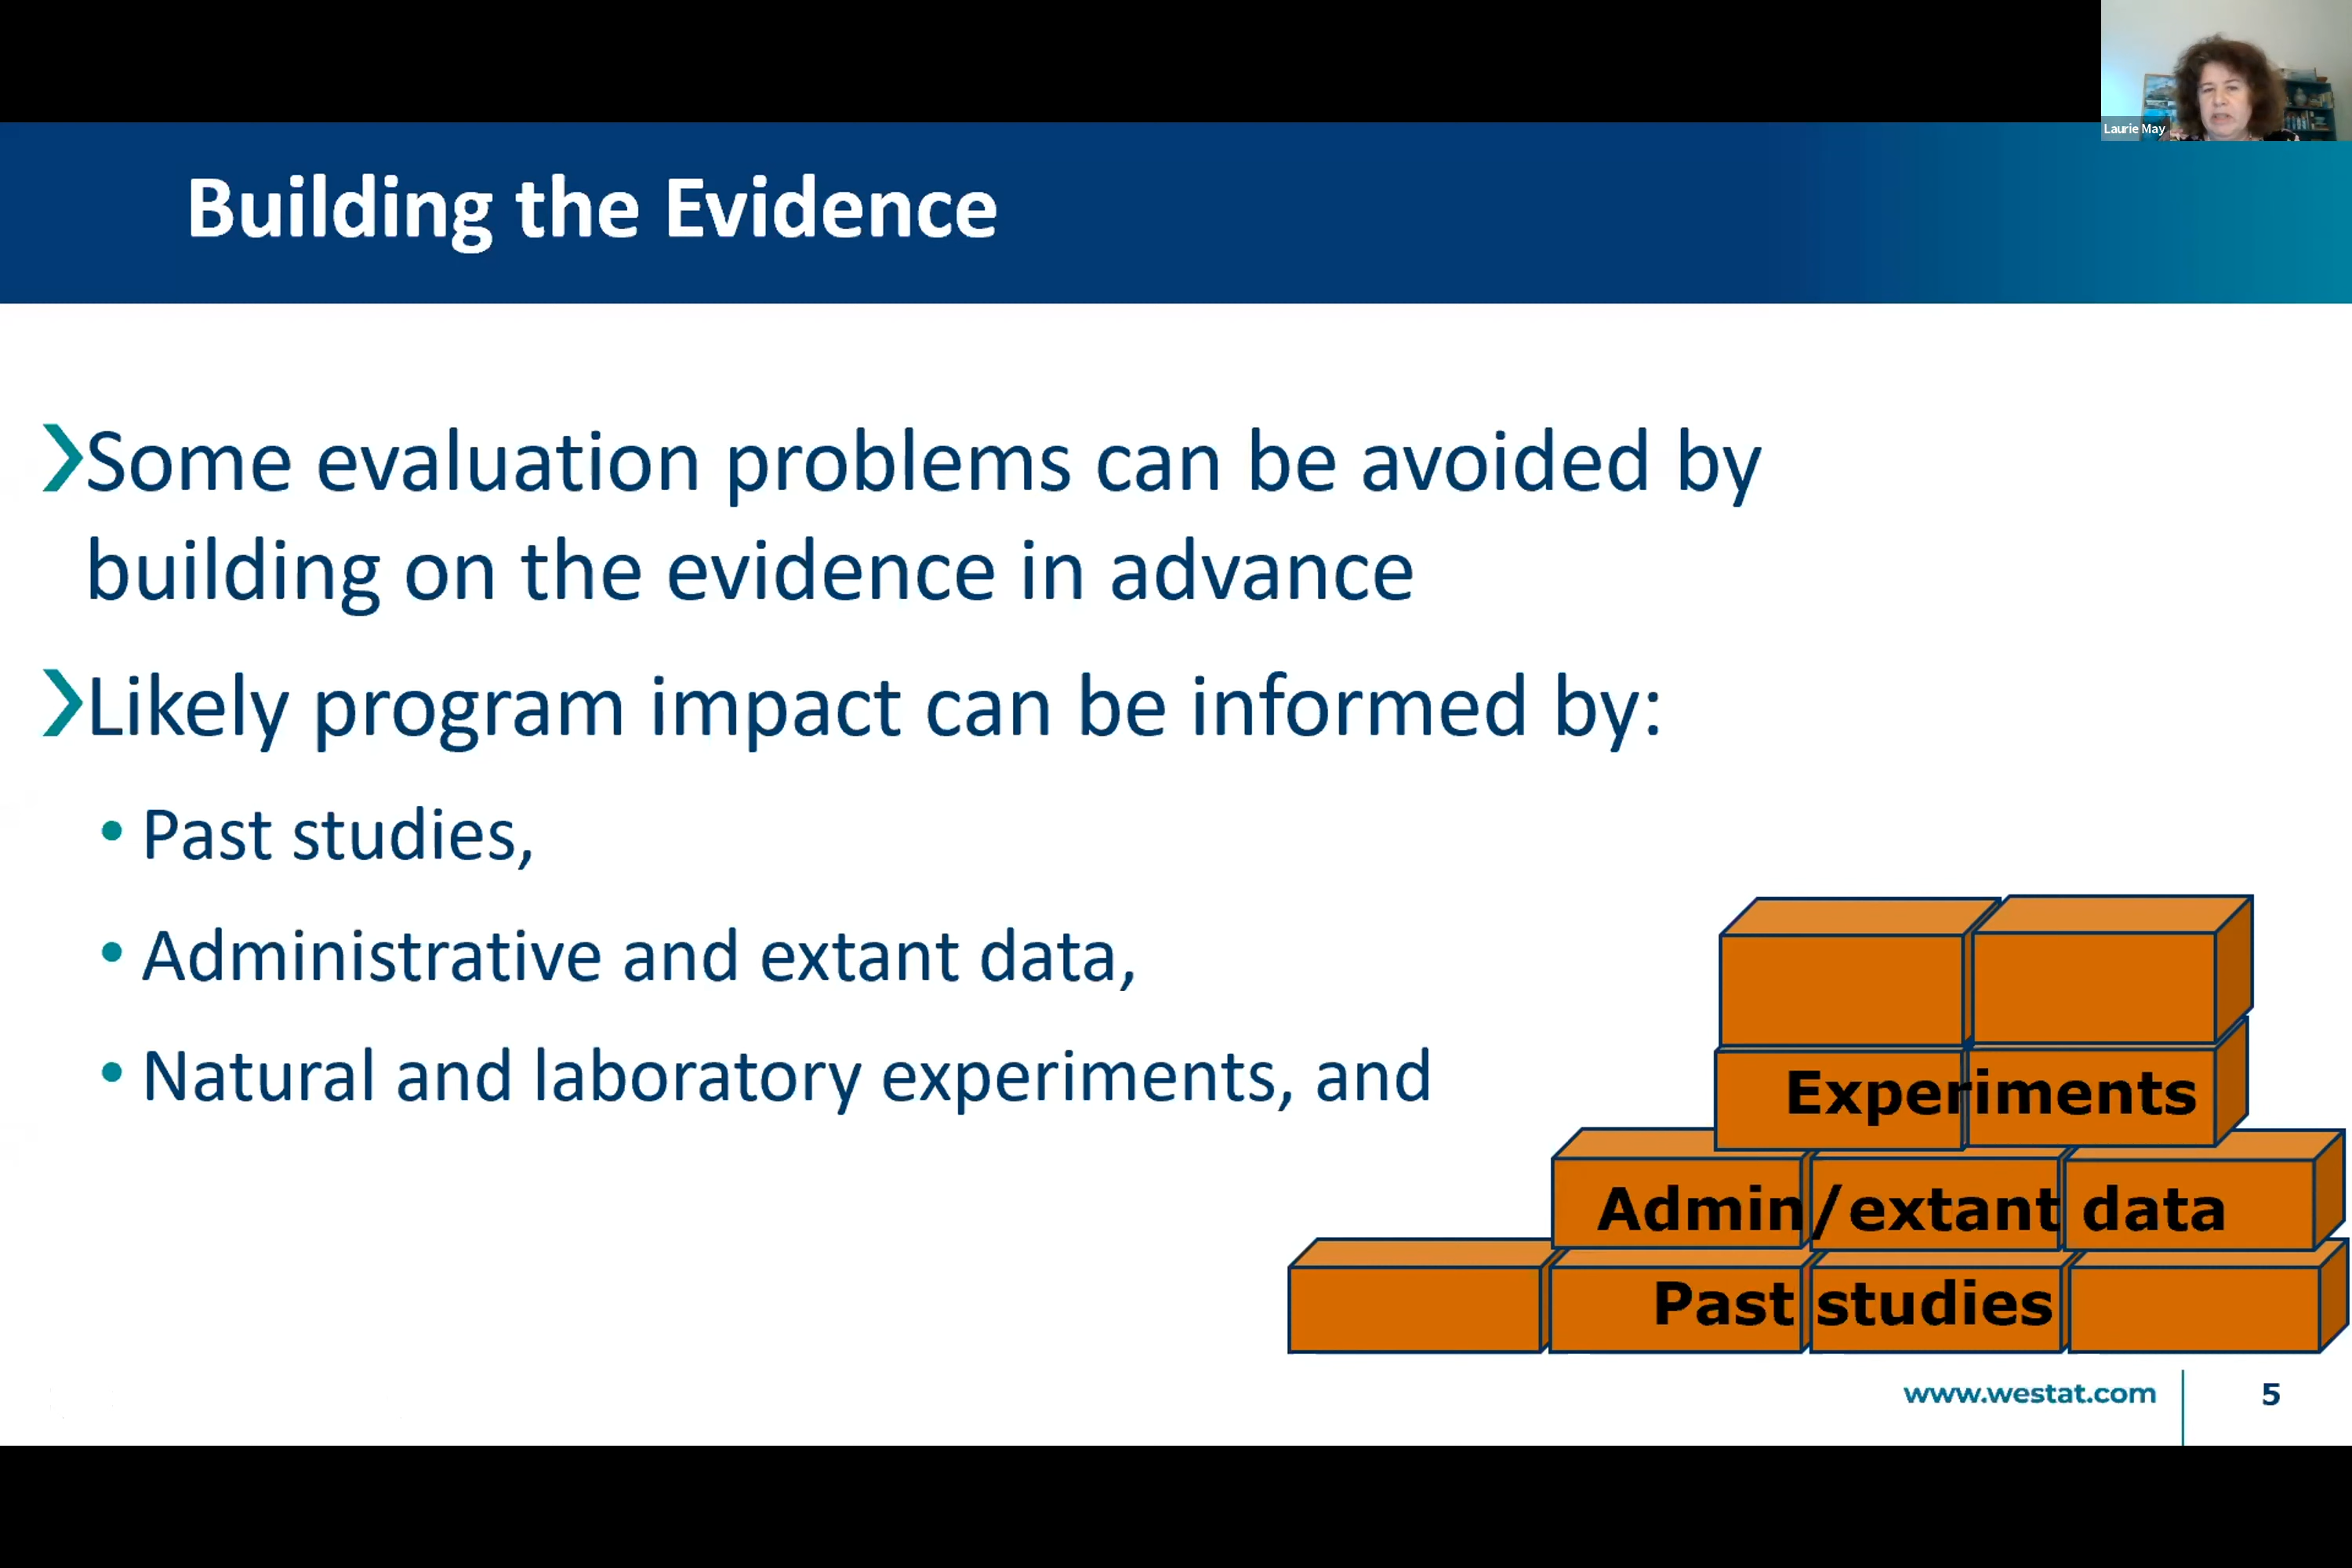 Laurie May
Building the Evidence
Some evaluation problems can be avoided by
building on the evidence in advance
Likely program impact can be informed by:
• Past studies,
• Administrative and extant data,
• Natural and laboratory experiments, and
Experiments
Admin/extant data
Past studies
www.westat.com
5